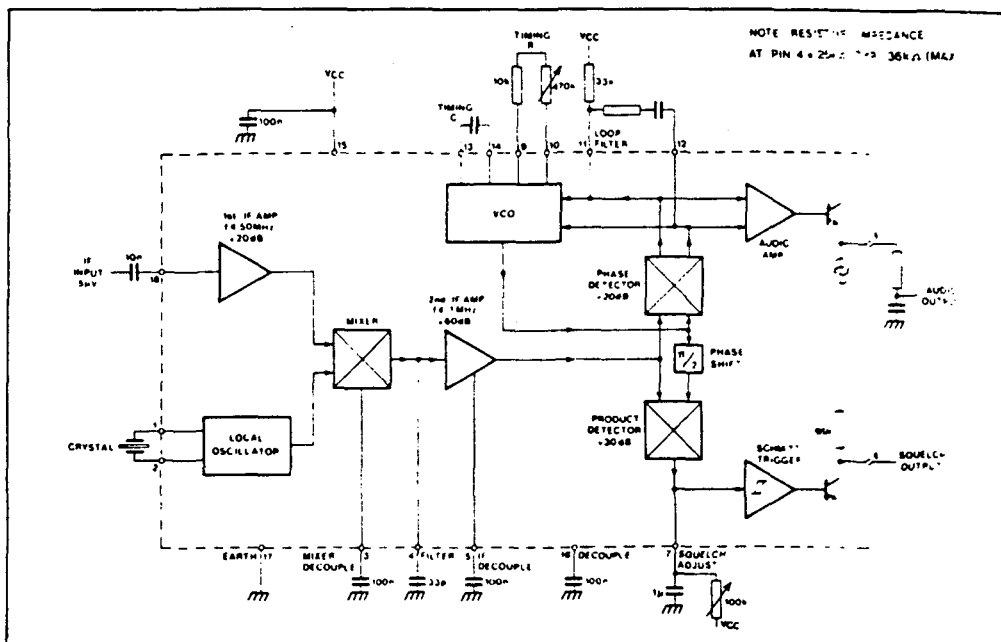 NOTE RESISTIVE IMPEDANCE
AT PIN 4 = 25kΩ TYP 36kΩ (MAX
TIMING
R
VCC
10k
470k
33p
VCC
100n
TIMING
C
LOOP
FILTER
15
13
14
9
10
11
12
1st IF AMP
f < 50MHz
+20dB
VCO
AUDIO
AMP
IF
INPUT
5µV
10n
18
PHASE
DETECTOR
+20dB
AUDIO
OUTPUT
2nd IF AMP
f < 1MHz
+60dB
MIXER
π/2
PHASE
SHIFT
CRYSTAL
1
2
LOCAL
OSCILLATOR
PRODUCT
DETECTOR
+30dB
SCHMITT
TRIGGER
6
SQUELCH
OUTPUT
EARTH 17
MIXER
DECOUPLE
3
4
FILTER
5
IF
DECOUPLE
16
DECOUPLE
7
SQUELCH
ADJUST
100n
33p
100n
100n
1µ
100k
VCC